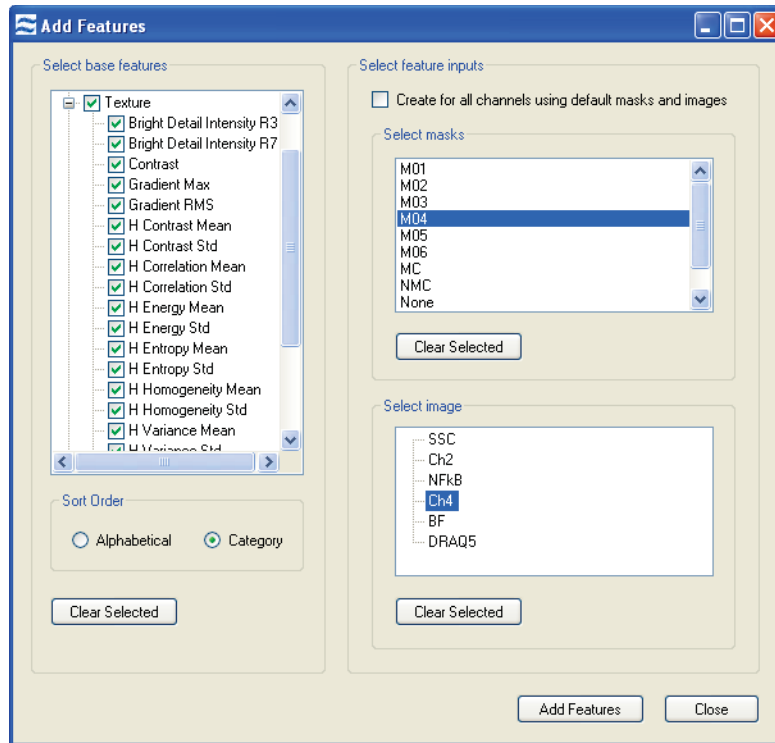 Add Features
Select base features
Texture
Bright Detail Intensity R3
Bright Detail Intensity R7
Contrast
Gradient Max
Gradient RMS
H Contrast Mean
H Contrast Std
H Correlation Mean
H Correlation Std
H Energy Mean
H Energy Std
H Entropy Mean
H Entropy Std
H Homogeneity Mean
H Homogeneity Std
H Variance Mean
H Variance Std
Sort Order
Alphabetical
Category
Clear Selected
Select feature inputs
Create for all channels using default masks and images
Select masks
M01
M02
M03
M04
M05
M06
MC
NMC
None
Clear Selected
Select image
SSC
Ch2
NFkB
Ch4
BF
DRAQ5
Clear Selected
Add Features
Close